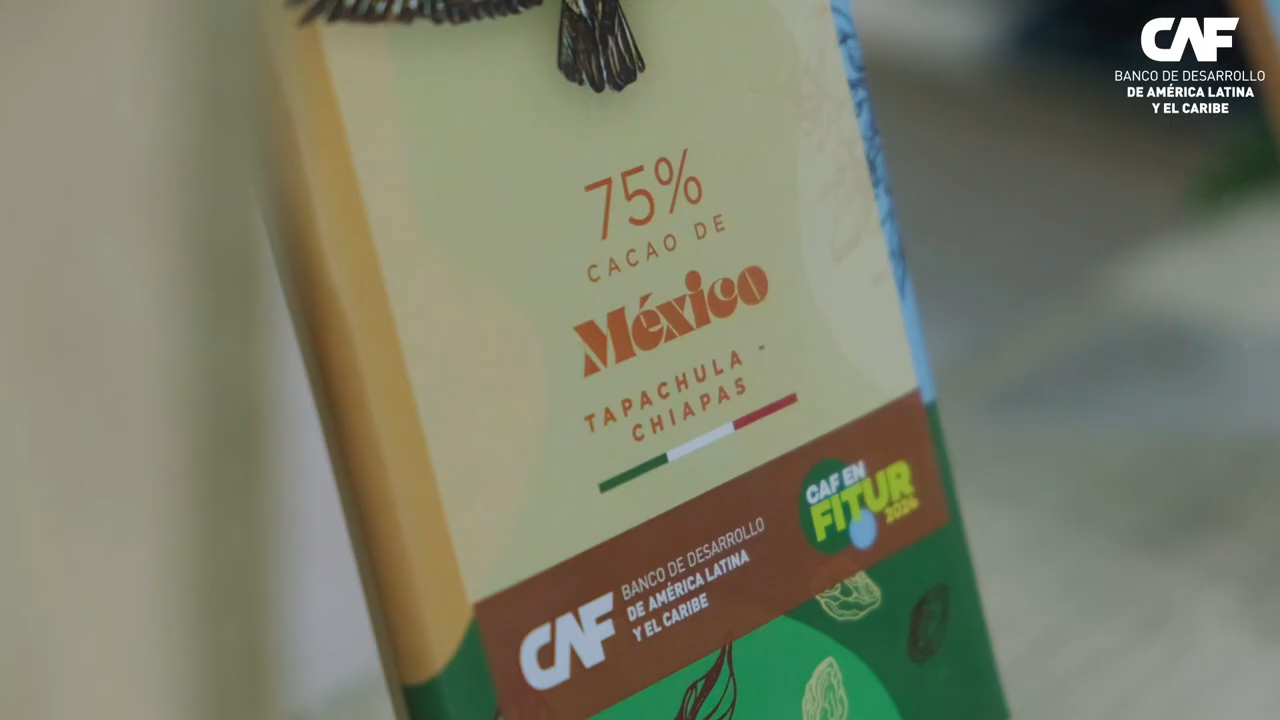 CAF
BANCO DE DESARROLLO
DE AMÉRICA LATINA
Y EL CARIBE
75%
CACAO DE
México
TAPACHULA -
CHIAPAS
CAF EN
FITUR
2024
CAF
BANCO DE DESARROLLO
DE AMÉRICA LATINA
Y EL CARIBE